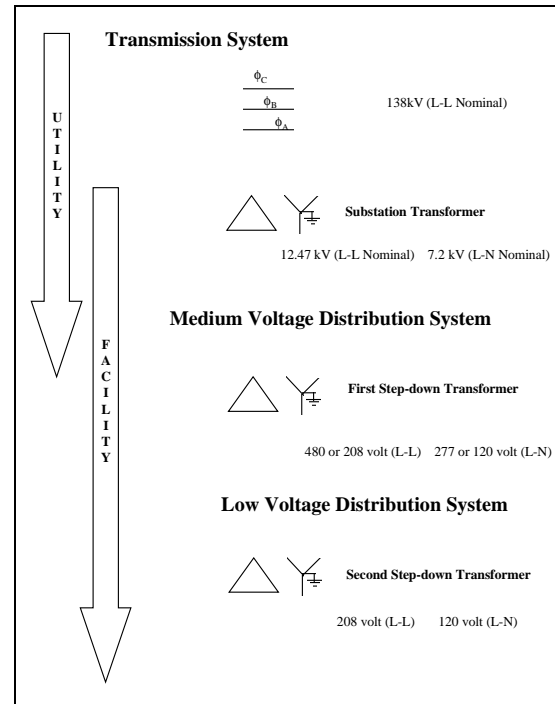 Transmission System
ϕC
ϕB
ϕA
138kV (L-L Nominal)
UTILITY
Substation Transformer
12.47 kV (L-L Nominal) 7.2 kV (L-N Nominal)
Medium Voltage Distribution System
FACILITY
First Step-down Transformer
480 or 208 volt (L-L) 277 or 120 volt (L-N)
Low Voltage Distribution System
Second Step-down Transformer
208 volt (L-L) 120 volt (L-N)